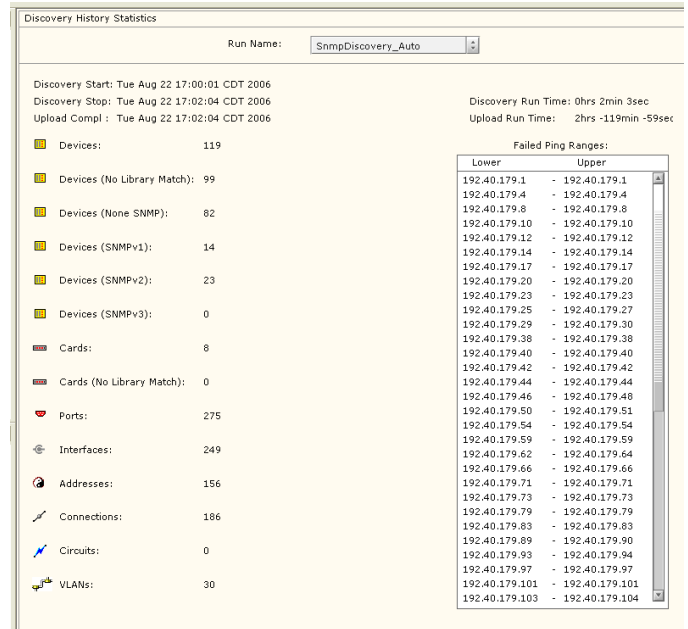 Discovery History Statistics
Run Name: SnmpDiscovery_Auto
Discovery Start: Tue Aug 22 17:00:01 CDT 2006
Discovery Stop: Tue Aug 22 17:02:04 CDT 2006
Upload Compl : Tue Aug 22 17:02:04 CDT 2006
Discovery Run Time: 0hrs 2min 3sec
Upload Run Time: 2hrs -119min -59sec
Devices: 119
Devices (No Library Match): 99
Devices (None SNMP): 82
Devices (SNMPv1): 14
Devices (SNMPv2): 23
Devices (SNMPv3): 0
Cards: 8
Cards (No Library Match): 0
Ports: 275
Interfaces: 249
Addresses: 156
Connections: 186
Circuits: 0
VLANs: 30
Failed Ping Ranges:
Lower Upper
192.40.179.1 - 192.40.179.1
192.40.179.4 - 192.40.179.4
192.40.179.8 - 192.40.179.8
192.40.179.10 - 192.40.179.10
192.40.179.12 - 192.40.179.12
192.40.179.14 - 192.40.179.14
192.40.179.17 - 192.40.179.17
192.40.179.20 - 192.40.179.20
192.40.179.23 - 192.40.179.23
192.40.179.25 - 192.40.179.27
192.40.179.29 - 192.40.179.30
192.40.179.38 - 192.40.179.38
192.40.179.40 - 192.40.179.40
192.40.179.42 - 192.40.179.42
192.40.179.44 - 192.40.179.44
192.40.179.46 - 192.40.179.48
192.40.179.50 - 192.40.179.51
192.40.179.54 - 192.40.179.54
192.40.179.59 - 192.40.179.59
192.40.179.62 - 192.40.179.64
192.40.179.66 - 192.40.179.66
192.40.179.71 - 192.40.179.71
192.40.179.73 - 192.40.179.73
192.40.179.79 - 192.40.179.79
192.40.179.83 - 192.40.179.83
192.40.179.89 - 192.40.179.90
192.40.179.93 - 192.40.179.94
192.40.179.97 - 192.40.179.97
192.40.179.101 - 192.40.179.101
192.40.179.103 - 192.40.179.104